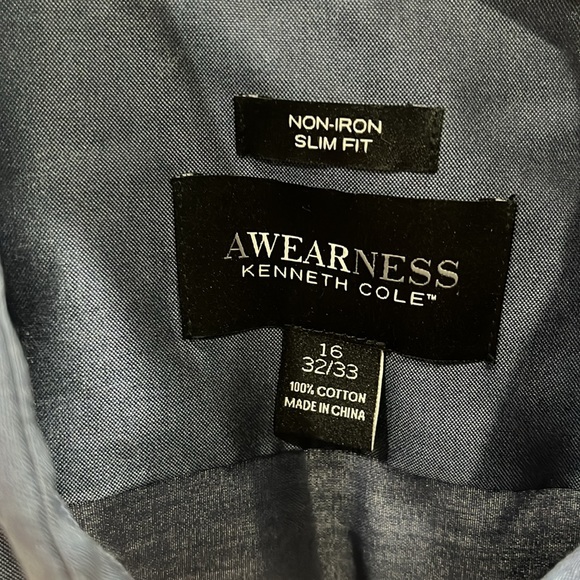 NON-IRON
SLIM FIT
AWEARNESS
KENNETH COLE™
16
32/33
100% COTTON
MADE IN CHINA